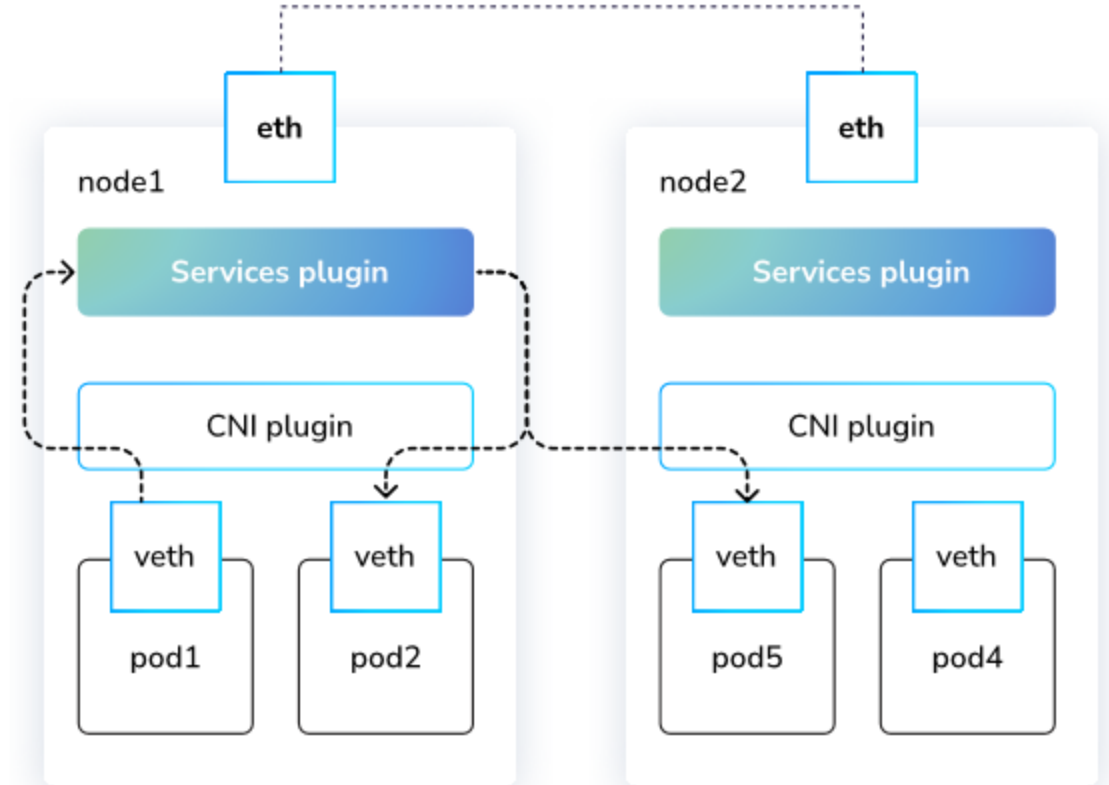 eth
eth
node1
node2
Services plugin
Services plugin
CNI plugin
CNI plugin
veth
veth
veth
veth
pod1
pod2
pod5
pod4